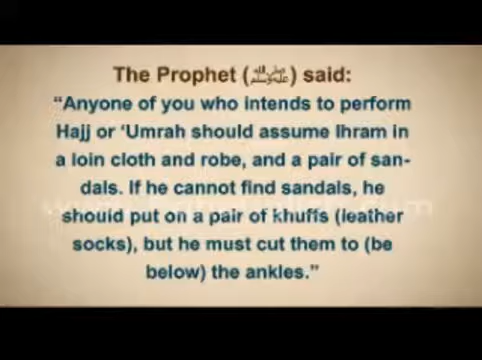 The Prophet (ﷺ) said:
“Anyone of you who intends to perform
Hajj or ‘Umrah should assume Ihram in
a loin cloth and robe, and a pair of san-
dals. If he cannot find sandals, he
should put on a pair of khuffs (leather
socks), but he must cut them to (be
below) the ankles.”